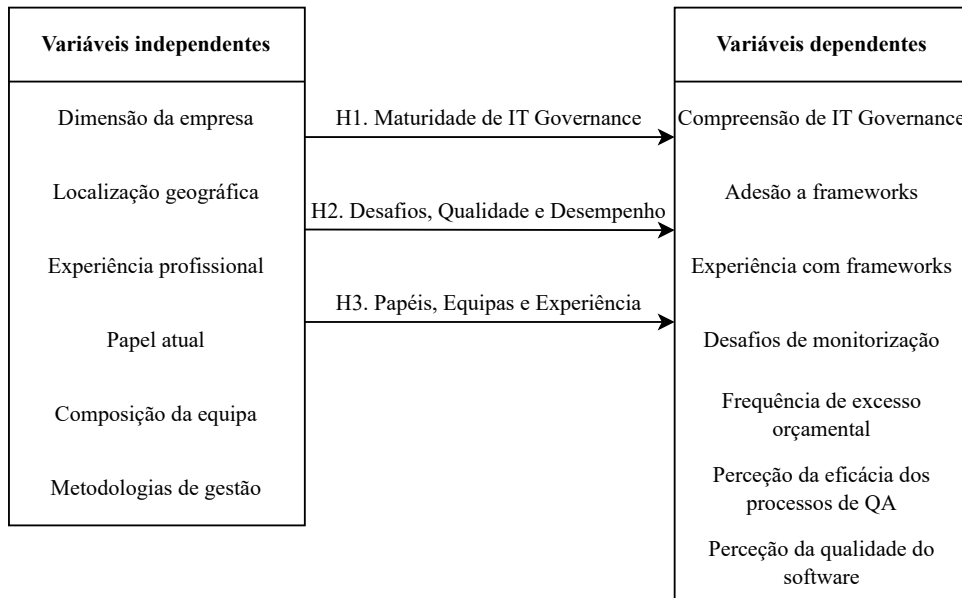 Variáveis independentes
Dimensão da empresa
Localização geográfica
Experiência profissional
Papel atual
Composição da equipa
Metodologias de gestão
H1. Maturidade de IT Governance
H2. Desafios, Qualidade e Desempenho
H3. Papéis, Equipas e Experiência
Variáveis dependentes
Compreensão de IT Governance
Adesão a frameworks
Experiência com frameworks
Desafios de monitorização
Frequência de excesso
orçamental
Perceção da eficácia dos
processos de QA
Perceção da qualidade do
software